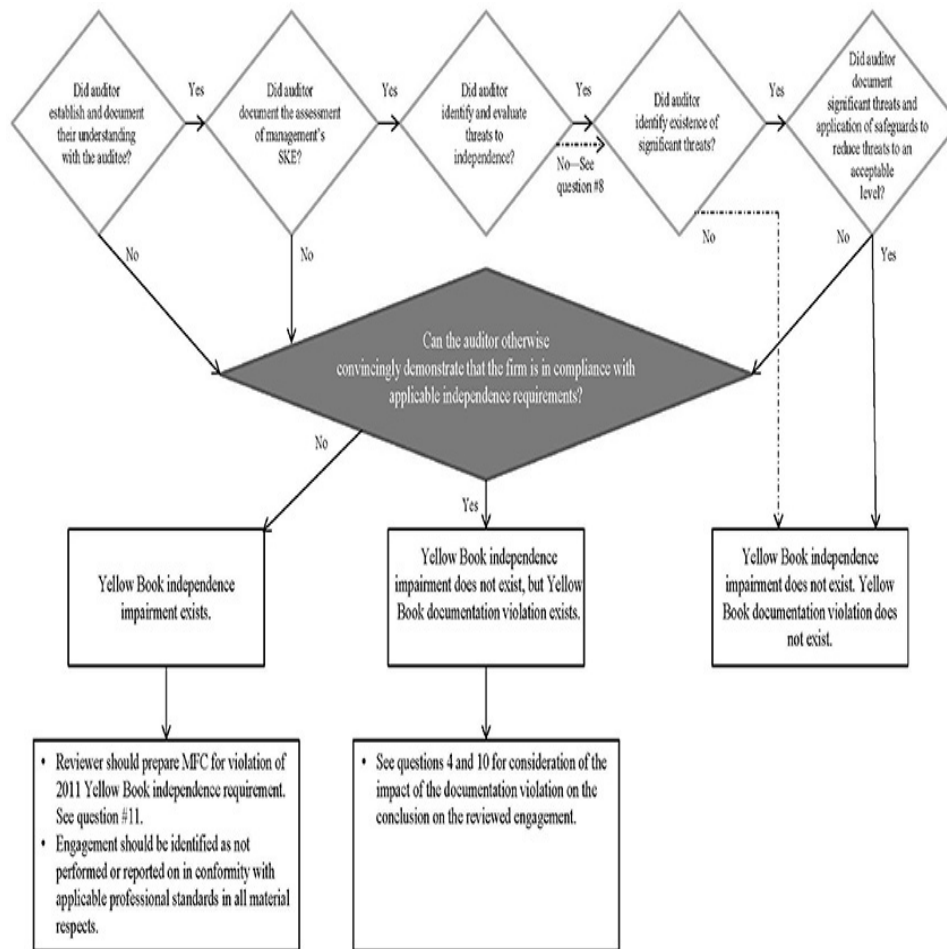 Did auditor
establish and document
their understanding
with the auditor?
Yes
Did auditor
document the assessment
of management's
SKE?
Yes
Did auditor
identify and evaluate
threats to
independence?
Yes
No—See
question #8
Did auditor
identify existence of
significant threats?
Yes
Did auditor
document
significant threats and
application of safeguards to
reduce threats to an
acceptable
level?
No
No
No
No
Yes
Can the auditor otherwise
convincingly demonstrate that the firm is in compliance with
applicable independence requirements?
No
Yes
Yellow Book independence
impairment exists.
Yellow Book independence
impairment does not exist, but Yellow
Book documentation violation exists.
Yellow Book independence
impairment does not exist. Yellow
Book documentation violation does
not exist.
• Reviewer should prepare MFC for violation of
2011 Yellow Book independence requirement.
See question #11.
• Engagement should be identified as not
performed or reported on in conformity with
applicable professional standards in all material
respects.
• See questions 4 and 10 for consideration of the
impact of the documentation violation on the
conclusion on the reviewed engagement.